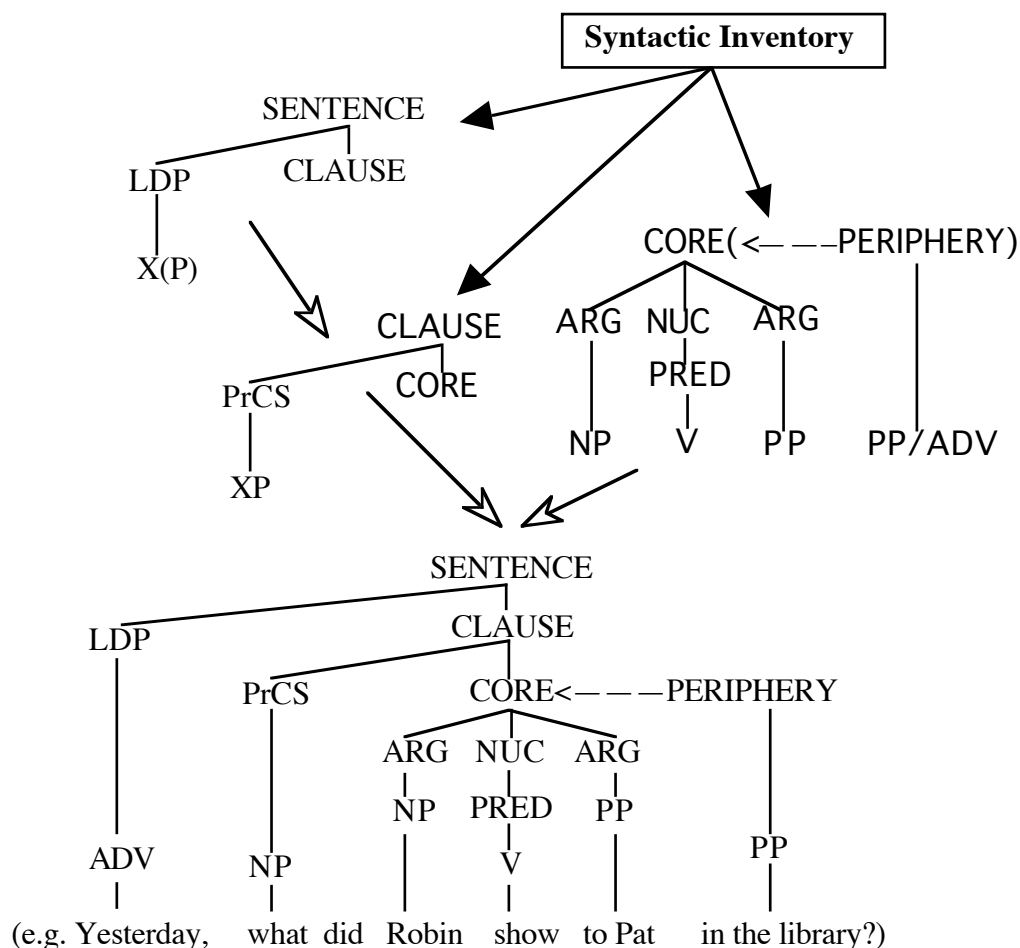 Syntactic Inventory
SENTENCE
LDP CLAUSE
X(P)
CORE(<— — —PERIPHERY)
CLAUSE ARG NUC ARG
PrCS CORE PRED
NP V PP PP/ADV
XP
SENTENCE
LDP CLAUSE
PrCS CORE<— — —PERIPHERY
ARG NUC ARG
NP PRED PP
ADV NP V PP
(e.g. Yesterday, what did Robin show to Pat in the library?)